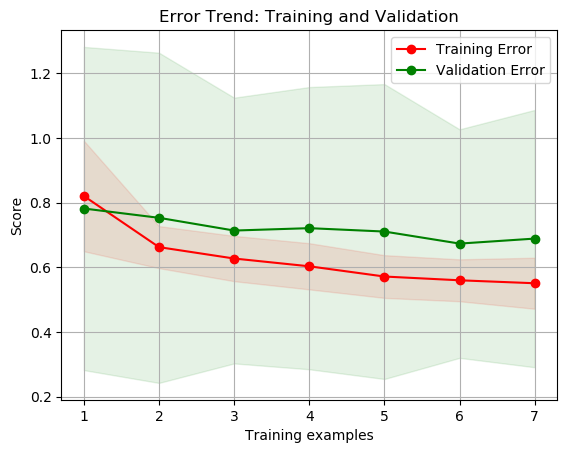 Error Trend: Training and Validation
Training Error
Validation Error
Score
1.2
1.0
0.8
0.6
0.4
0.2
1 2 3 4 5 6 7
Training examples